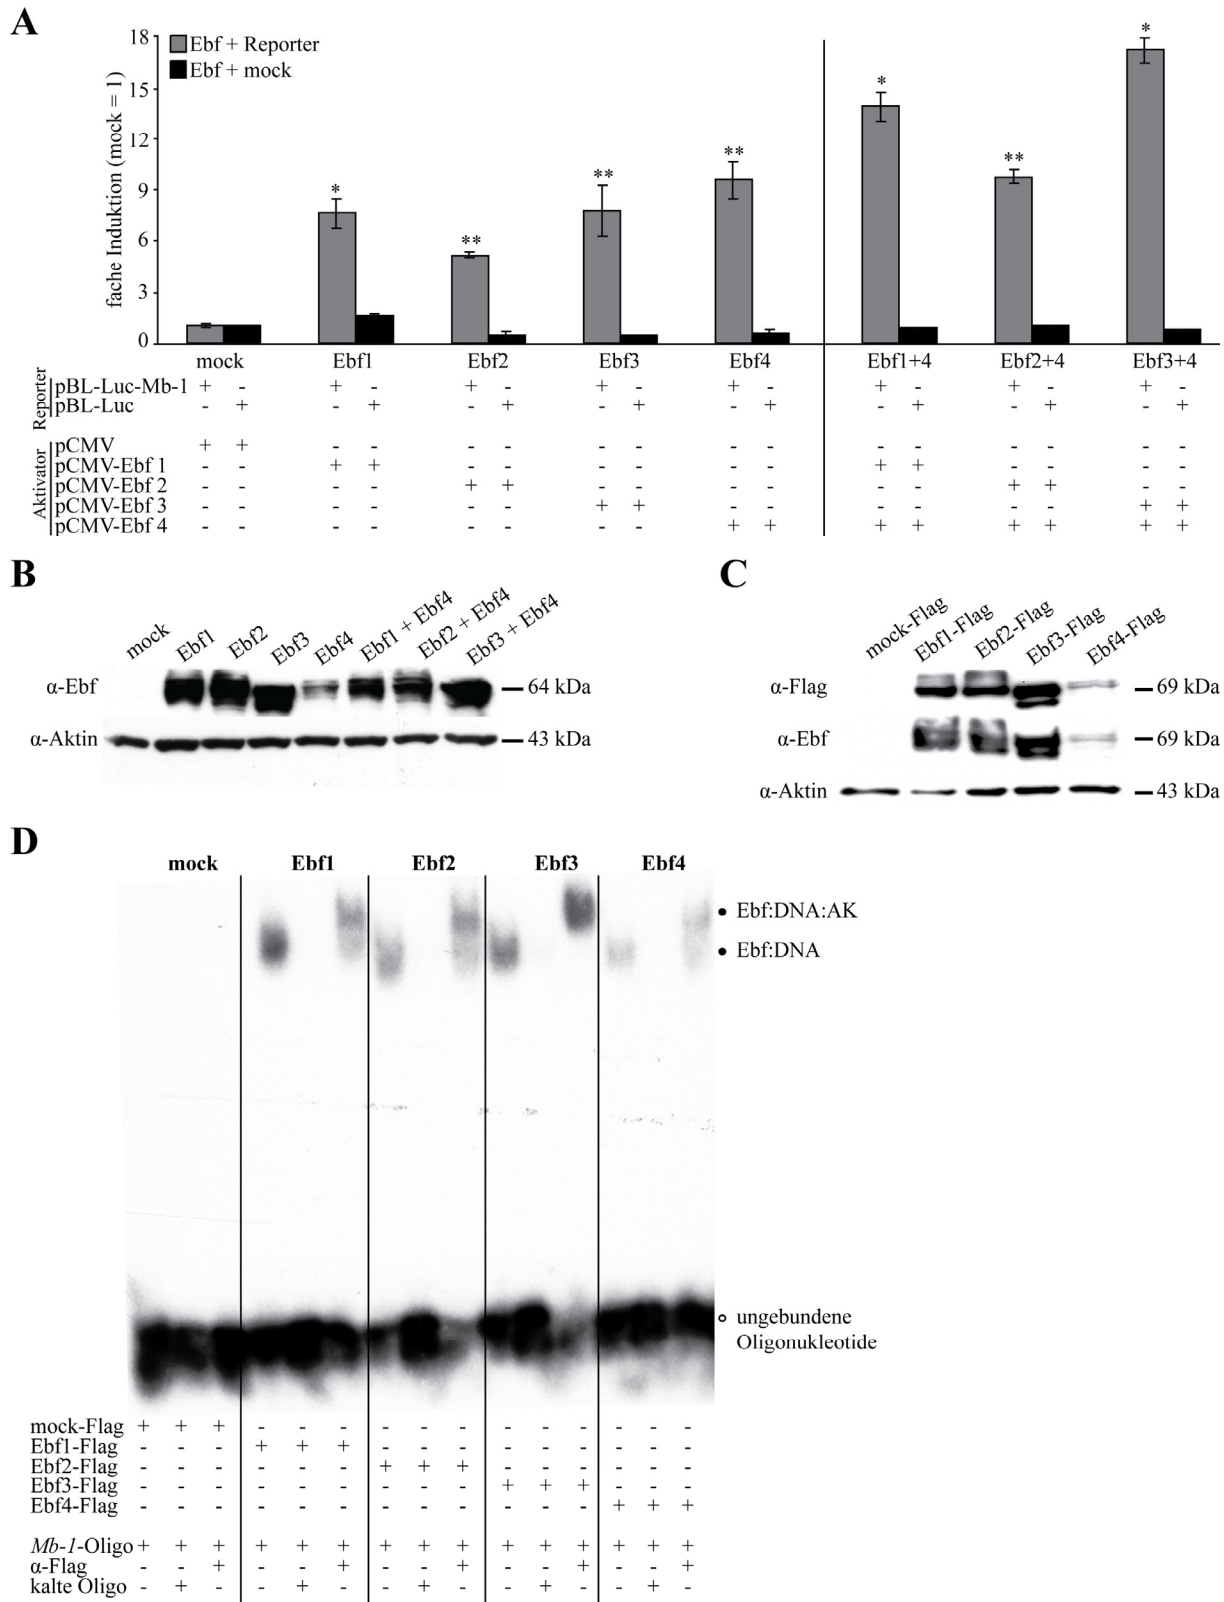 A
18
15
12
9
6
3
0
fache Induktion (mock = 1)
Ebf + Reporter
Ebf + mock
* ** ** ** * ** *
mock Ebf1 Ebf2 Ebf3 Ebf4 Ebf1+4 Ebf2+4 Ebf3+4
Reporter
pBL-Luc-Mb-1 + - + - + - + - + - + - + - + -
pBL-Luc - + - + - + - + - + - + - + - +
Aktivator
pCMV + + - - - - - - - - - - - - - -
pCMV-Ebf 1 - - + + - - - - - - + + - - - -
pCMV-Ebf 2 - - - - + + - - - - - - + + - -
pCMV-Ebf 3 - - - - - - + + - - - - - - + +
pCMV-Ebf 4 - - - - - - - - + + + + + + + +
B
mock Ebf1 Ebf2 Ebf3 Ebf4 Ebf1 + Ebf4 Ebf2 + Ebf4 Ebf3 + Ebf4
α-Ebf 64 kDa
α-Aktin 43 kDa
C
mock-Flag Ebf1-Flag Ebf2-Flag Ebf3-Flag Ebf4-Flag
α-Flag 69 kDa
α-Ebf 69 kDa
α-Aktin 43 kDa
D
mock Ebf1 Ebf2 Ebf3 Ebf4
• Ebf:DNA:AK
• Ebf:DNA
ungebundene
Oligonukleotide
mock-Flag + + + - - - - - - - - - - - -
Ebf1-Flag - - - + + + - - - - - - - - -
Ebf2-Flag - - - - - - + + + - - - - - -
Ebf3-Flag - - - - - - - - - + + + - - -
Ebf4-Flag - - - - - - - - - - - - + + +
Mb-1-Oligo + + + + + + + + + + + + + + +
α-Flag - - + - - + - - + - - + - - +
kalte Oligo - + - - + - - + - - + - - + -